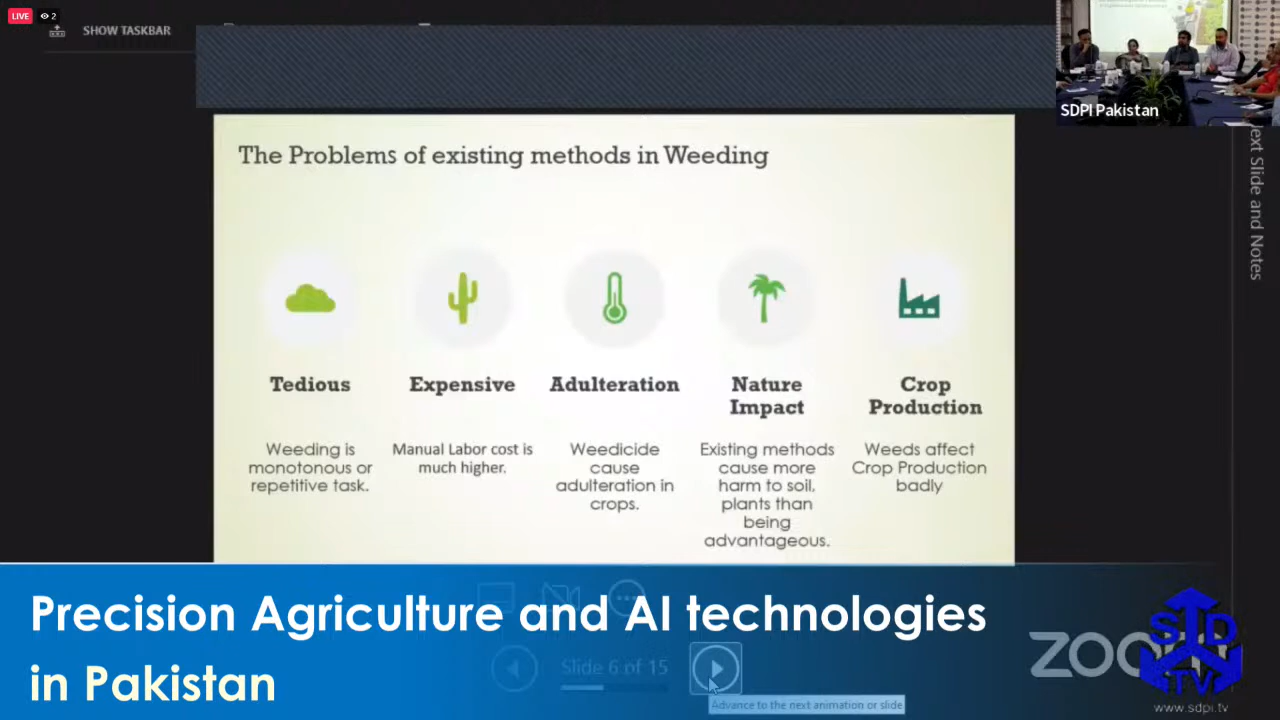 LIVE
2
SHOW TASKBAR
SDPI Pakistan
ext Slide and Notes
The Problems of existing methods in Weeding
Tedious
Weeding is
monotonous or
repetitive task.
Expensive
Manual Labor cost is
much higher.
Adulteration
Weedicide
cause
adulteration in
crops.
Nature
Impact
Existing methods
cause more
harm to soil,
plants than
being
advantageous.
Crop
Production
Weeds affect
Crop Production
badly
Precision Agriculture and AI technologies
in Pakistan
Slide 6 of 15
Advance to the next animation or slide
zoom
SD
TV
www.sdpi.tv